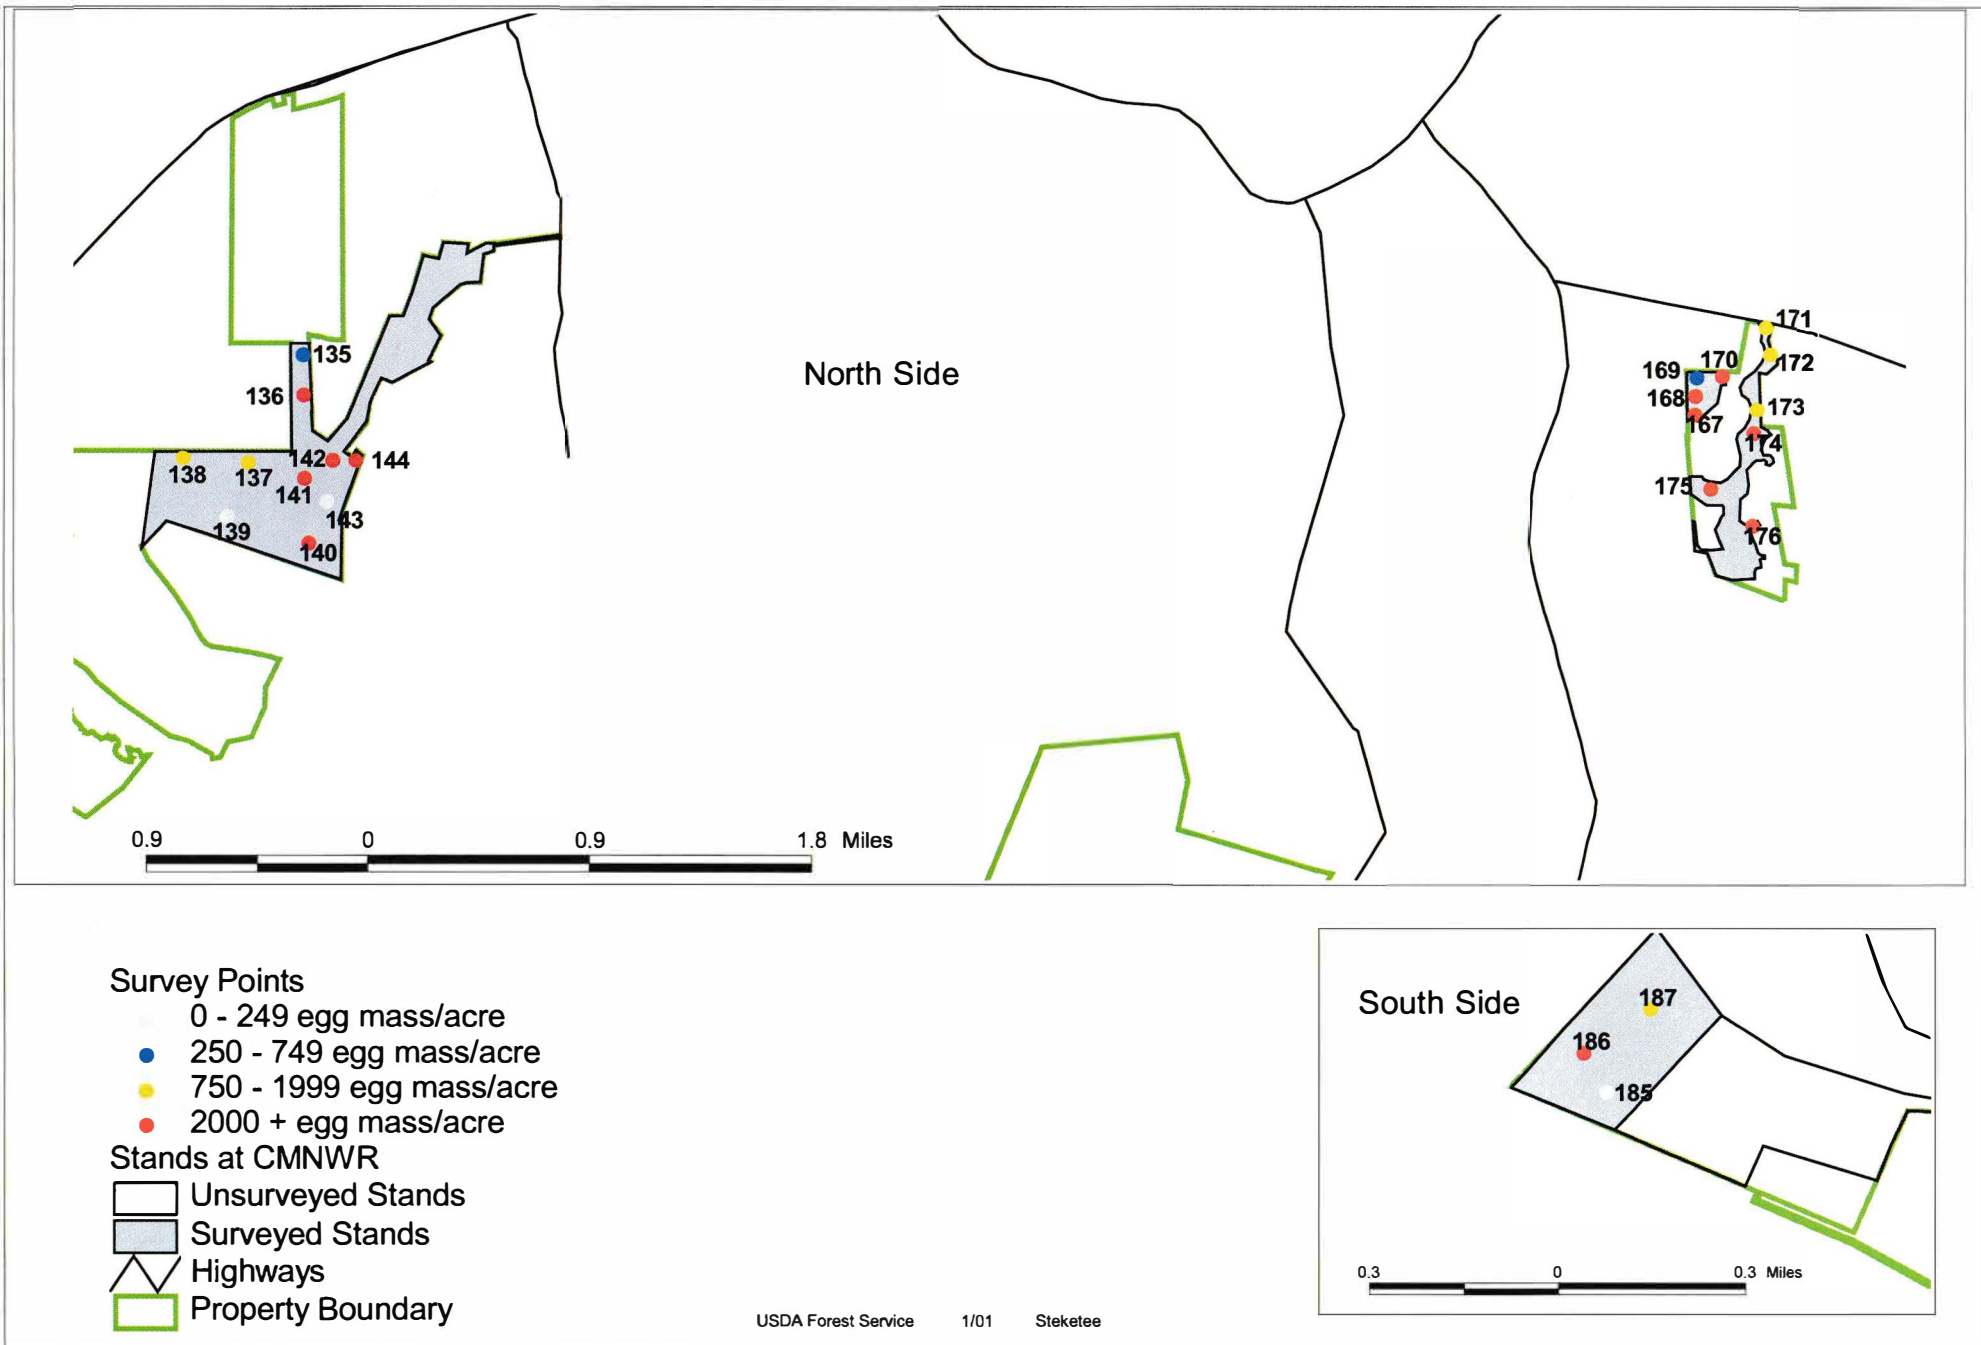 171
172
170
169
168
167
173
174
175
176
North Side
135
136
142
144
138
137
141
143
139
140
0.9 0 0.9 1.8 Miles
Survey Points
0 - 249 egg mass/acre
250 - 749 egg mass/acre
750 - 1999 egg mass/acre
2000 + egg mass/acre
Stands at CMNWR
Unsurveyed Stands
Surveyed Stands
Highways
Property Boundary
USDA Forest Service 1/01 Steketee
South Side
187
186
185
0.3 0 0.3 Miles